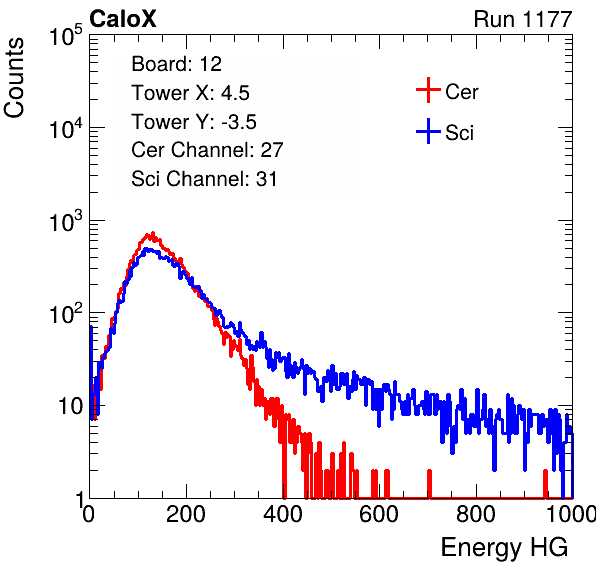 CaloX Run 1177
Counts
10^5
10^4
10^3
10^2
10
1
Board: 12
Tower X: 4.5
Tower Y: -3.5
Cer Channel: 27
Sci Channel: 31
Cer
Sci
0 200 400 600 800 1000
Energy HG